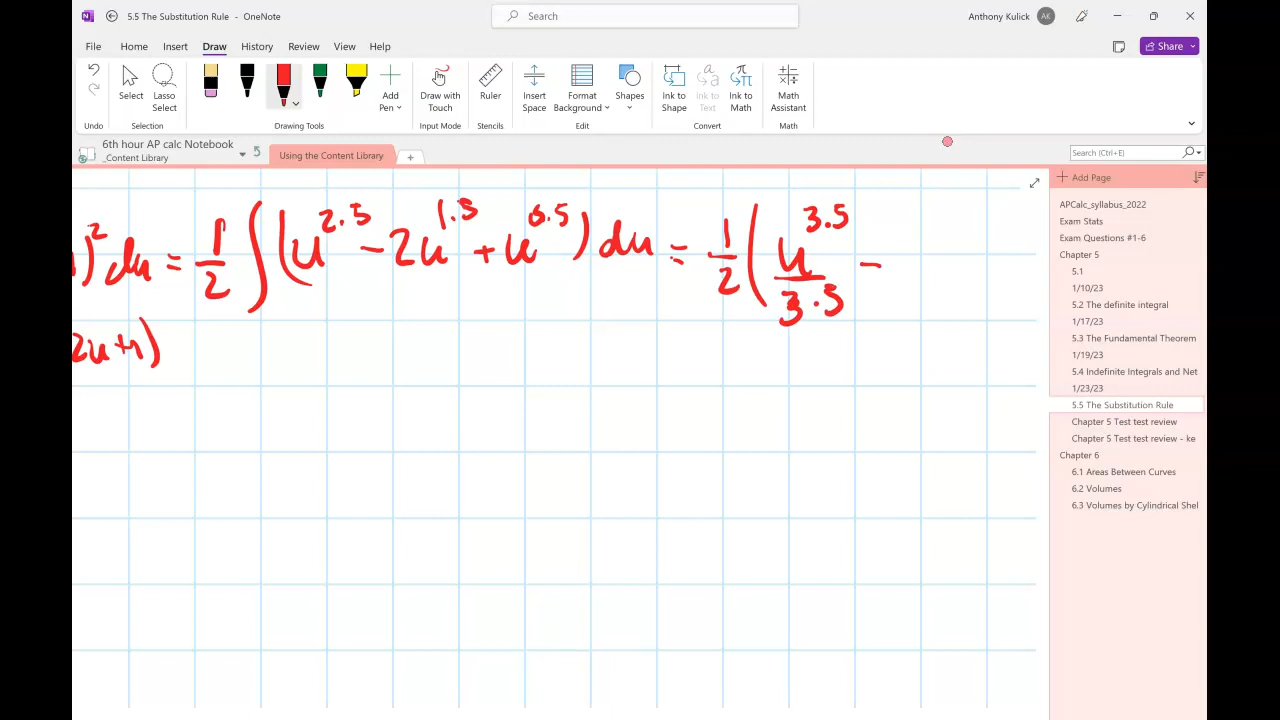 5.5 The Substitution Rule - OneNote
Search
Anthony Kulick AK
File Home Insert Draw History Review View Help
Share
Undo
Select
Lasso Select
Add Pen
Draw with Touch
Ruler
Insert Space
Format Background
Shapes
Ink to Shape
Ink to Text
Ink to Math
Math Assistant
Undo Selection Drawing Tools Input Mode Stencils Edit Convert Math
6th hour AP calc Notebook
_Content Library
Using the Content Library
+
Search (Ctrl+E)
)² du = 1/2 ∫ (u^2.5 - 2u^1.5 + u^0.5) du = 1/2 ( u^3.5/3.5 -
2u+1)
Add Page
APCalc_syllabus_2022
Exam Stats
Exam Questions #1-6
Chapter 5
5.1
1/10/23
5.2 The definite integral
1/17/23
5.3 The Fundamental Theorem
1/19/23
5.4 Indefinite Integrals and Net
1/23/23
5.5 The Substitution Rule
Chapter 5 Test test review
Chapter 5 Test test review - ke
Chapter 6
6.1 Areas Between Curves
6.2 Volumes
6.3 Volumes by Cylindrical Shel